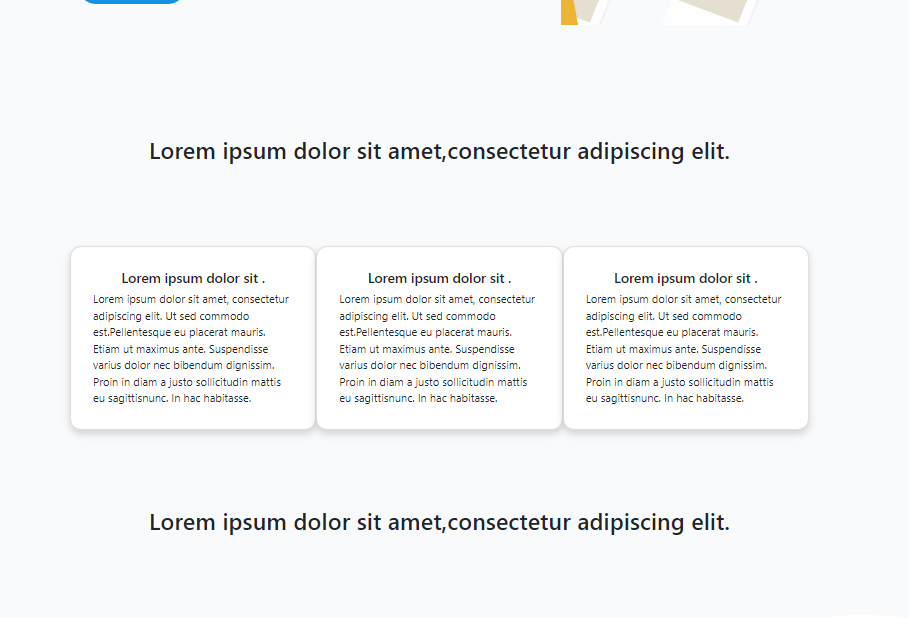 Lorem ipsum dolor sit amet,consectetur adipiscing elit.
Lorem ipsum dolor sit .
Lorem ipsum dolor sit amet, consectetur
adipiscing elit. Ut sed commodo
est.Pellentesque eu placerat mauris.
Etiam ut maximus ante. Suspendisse
varius dolor nec bibendum dignissim.
Proin in diam a justo sollicitudin mattis
eu sagittisnunc. In hac habitasse.
Lorem ipsum dolor sit .
Lorem ipsum dolor sit amet, consectetur
adipiscing elit. Ut sed commodo
est.Pellentesque eu placerat mauris.
Etiam ut maximus ante. Suspendisse
varius dolor nec bibendum dignissim.
Proin in diam a justo sollicitudin mattis
eu sagittisnunc. In hac habitasse.
Lorem ipsum dolor sit .
Lorem ipsum dolor sit amet, consectetur
adipiscing elit. Ut sed commodo
est.Pellentesque eu placerat mauris.
Etiam ut maximus ante. Suspendisse
varius dolor nec bibendum dignissim.
Proin in diam a justo sollicitudin mattis
eu sagittisnunc. In hac habitasse.
Lorem ipsum dolor sit amet,consectetur adipiscing elit.